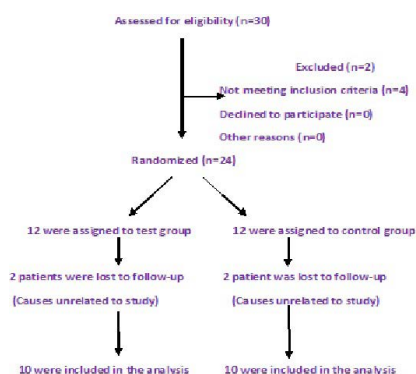 Assessed for eligibility (n=30)
Excluded (n=2)
Not meeting inclusion criteria (n=4)
Declined to participate (n=0)
Other reasons (n=0)
Randomized (n=24)
12 were assigned to test group
12 were assigned to control group
2 patients were lost to follow-up
2 patient was lost to follow-up
(Causes unrelated to study)
(Causes unrelated to study)
10 were included in the analysis
10 were included in the analysis